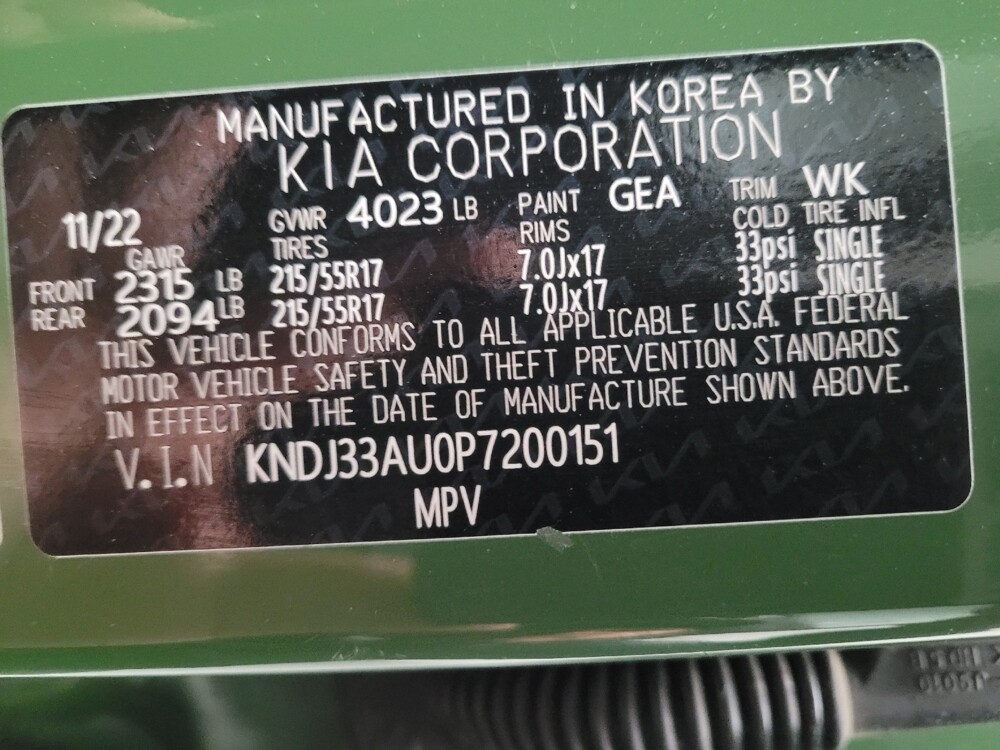 MANUFACTURED IN KOREA BY
KIA CORPORATION
11/22 GVWR 4023 LB PAINT GEA TRIM WK
GAWR TIRES RIMS COLD TIRE INFL
FRONT 2315 LB 215/55R17 7.0Jx17 33psi SINGLE
REAR 2094 LB 215/55R17 7.0Jx17 33psi SINGLE
THIS VEHICLE CONFORMS TO ALL APPLICABLE U.S.A. FEDERAL
MOTOR VEHICLE SAFETY AND THEFT PREVENTION STANDARDS
IN EFFECT ON THE DATE OF MANUFACTURE SHOWN ABOVE.
V.I.N KNDJ33AU0P7200151
MPV